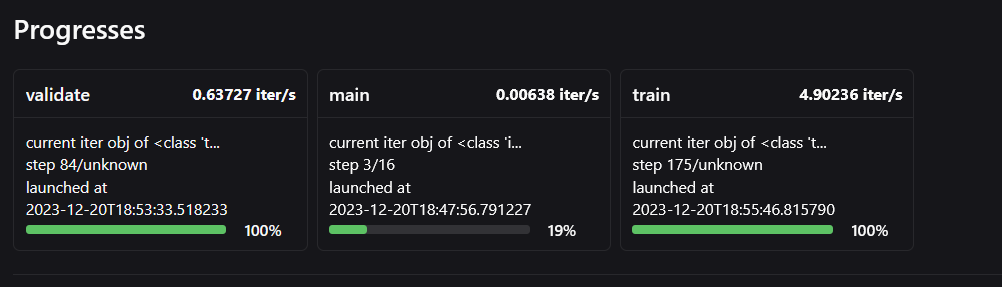 Progresses
validate 0.63727 iter/s
current iter obj of <class 't...
step 84/unknown
launched at
2023-12-20T18:53:33.518233
100%
main 0.00638 iter/s
current iter obj of <class 'i...
step 3/16
launched at
2023-12-20T18:47:56.791227
19%
train 4.90236 iter/s
current iter obj of <class 't...
step 175/unknown
launched at
2023-12-20T18:55:46.815790
100%